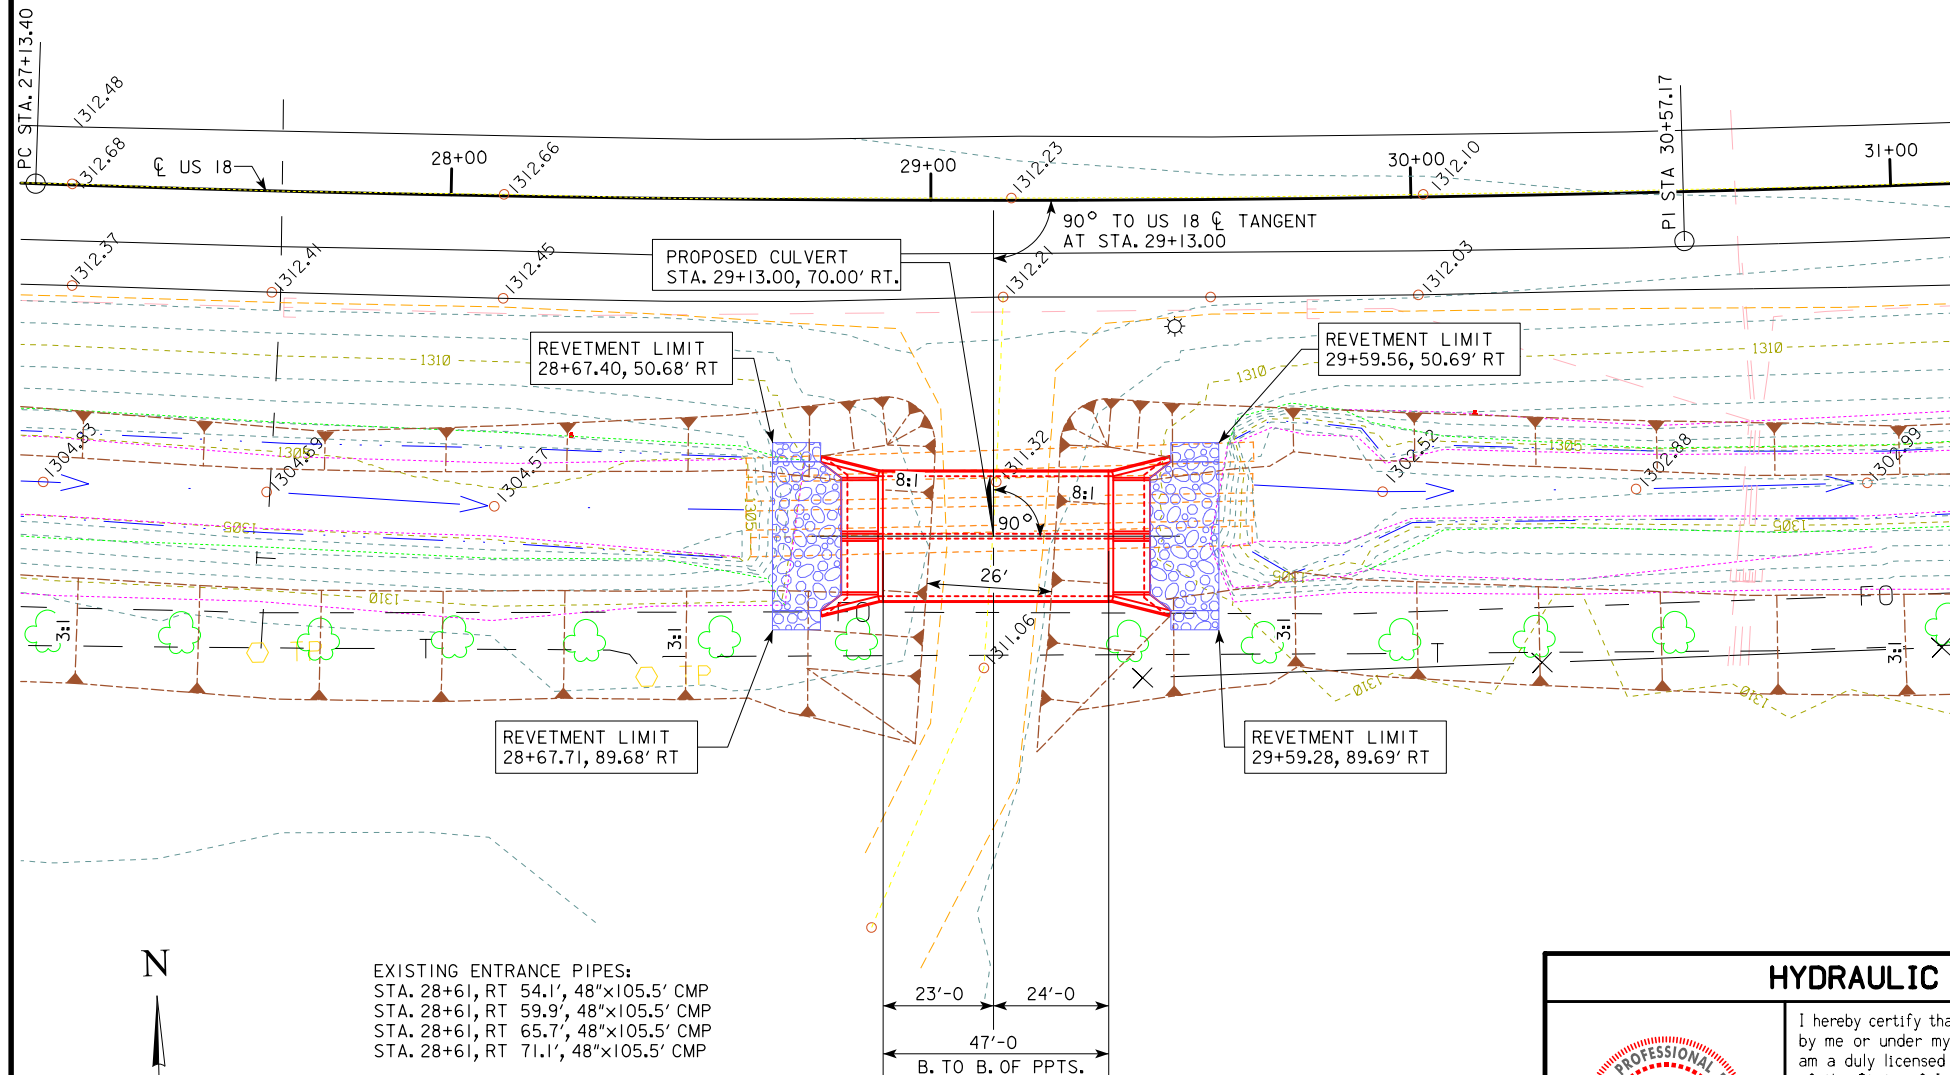 PC STA. 27+13.40
1312.48
1312.68
℄ US 18
28+00
1312.66
29+00
1312.23
30+00
1312.10
PI STA 30+57.17
31+00
90° TO US 18 ℄ TANGENT
AT STA. 29+13.00
1312.37
1312.41
1312.45
PROPOSED CULVERT
STA. 29+13.00, 70.00' RT.
1312.21
1312.03
REVETMENT LIMIT
28+67.40, 50.68' RT
REVETMENT LIMIT
29+59.56, 50.69' RT
1310
1310
1310
1304.83
1305
1304.69
1304.57
1311.32
1302.52
1305
1302.88
1302.99
8:1
8:1
90°
1305
1305
1305
1305
T
26'
1310
FO
FO
3:1
TP
T
3:1
TP
1311.06
3:1
T
3:1
1310
1310
REVETMENT LIMIT
28+67.71, 89.68' RT
REVETMENT LIMIT
29+59.28, 89.69' RT
N
EXISTING ENTRANCE PIPES:
STA. 28+61, RT 54.1', 48"x105.5' CMP
STA. 28+61, RT 59.9', 48"x105.5' CMP
STA. 28+61, RT 65.7', 48"x105.5' CMP
STA. 28+61, RT 71.1', 48"x105.5' CMP
23'-0
24'-0
47'-0
B. TO B. OF PPTS.
HYDRAULIC
I hereby certify tha
by me or under my
am a duly licensed
PROFESSIONAL